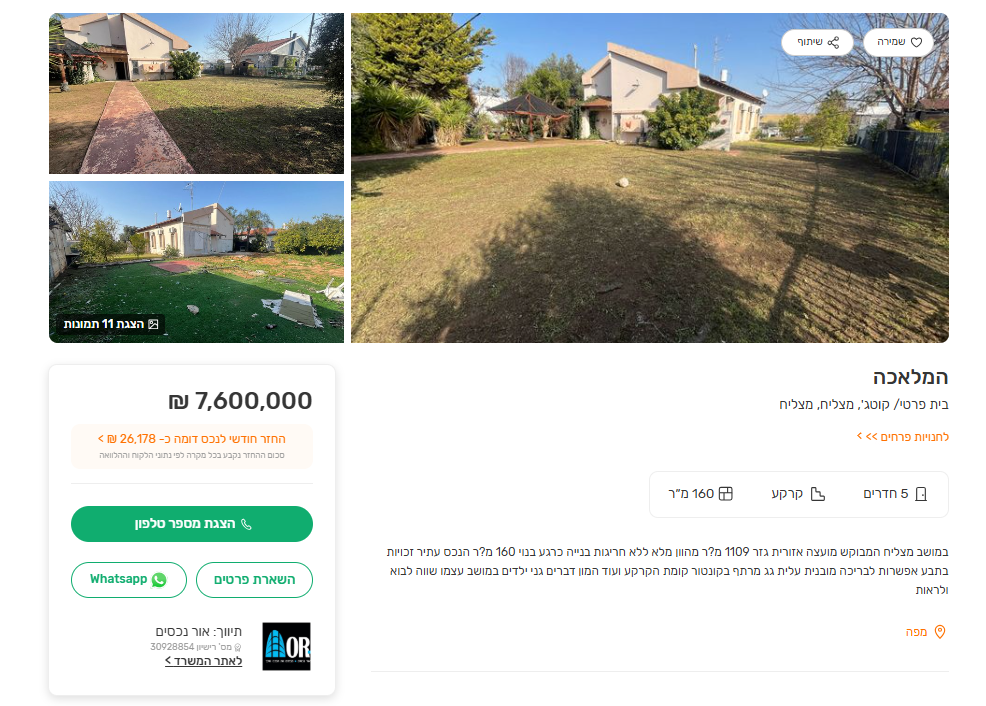 שמירה
שיתוף
הצגת 11 תמונות
המלאכה
בית פרטי/ קוטג', מצליח, מצליח
לחנויות פרחים >> >
5 חדרים
קרקע
160 מ״ר
במושב מצליח המבוקש מועצה אזורית גזר 1109 מ?ר מהוון מלא ללא חריגות בנייה כרגע בנוי 160 מ?ר הנכס עתיר זכויות
בתבע אפשרות לבריכה מובנית עלית גג מרתף בקונטור קומת הקרקע ועוד המון דברים גני ילדים במושב עצמו שווה לבוא
ולראות
מפה
7,600,000 ₪
החזר חודשי לנכס דומה כ- 26,178 ₪ >
סכום ההחזר נקבע בכל מקרה לפי נתוני הלקוח וההלוואה
הצגת מספר טלפון
השארת פרטים
Whatsapp
OR
תיווך: אור נכסים
מס' רישיון 30928854
לאתר המשרד >